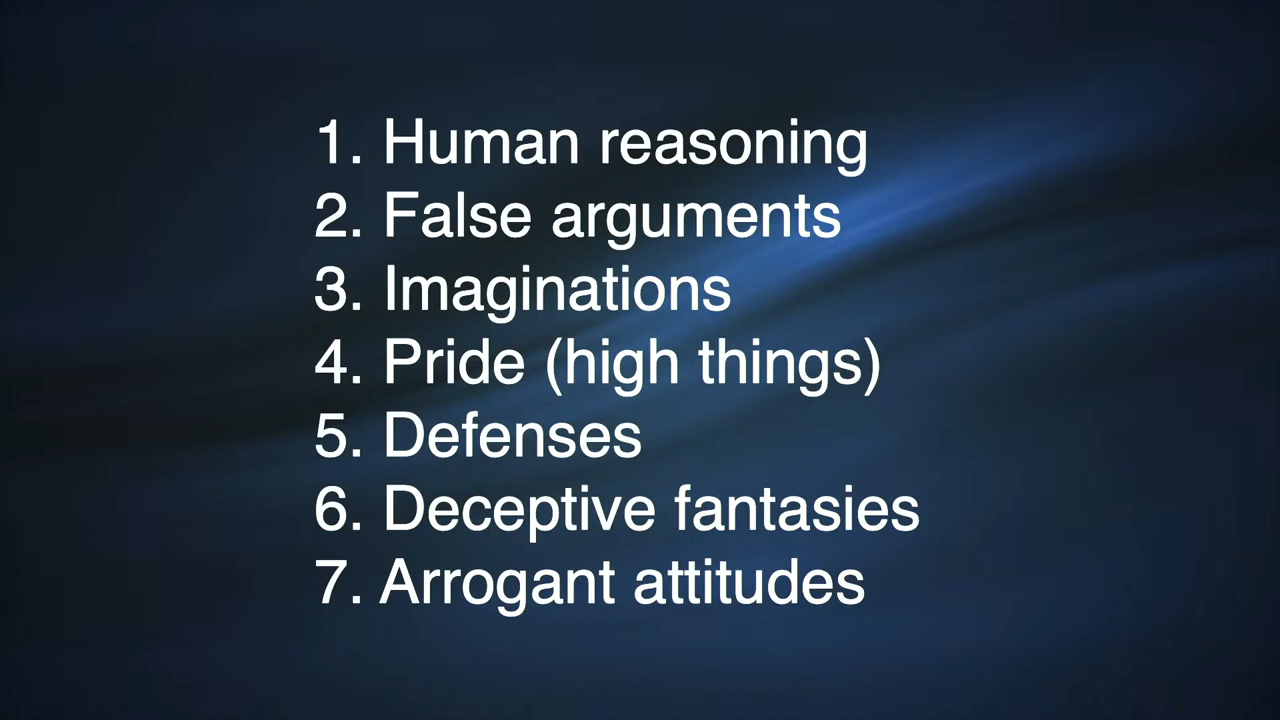 1. Human reasoning
2. False arguments
3. Imaginations
4. Pride (high things)
5. Defenses
6. Deceptive fantasies
7. Arrogant attitudes